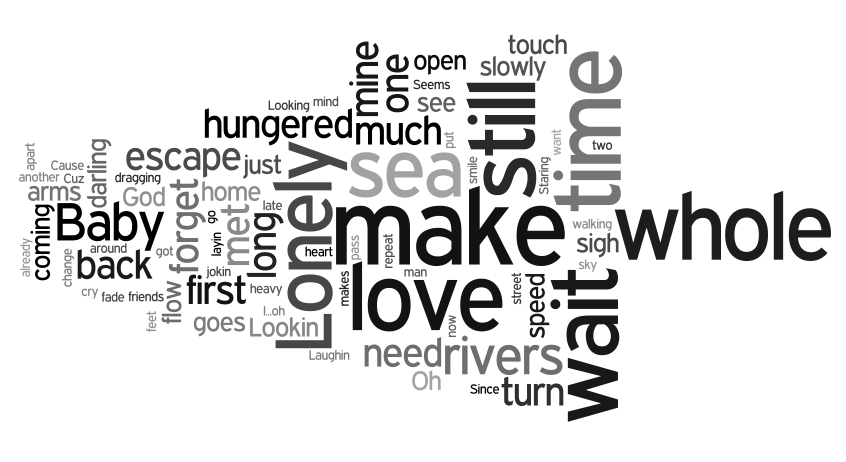 touch
slowly
open
mine
one
Seems
see
Looking
mind
hungered
much
put
still
time
want
two
apart
Cause
another
Cuz
darling
dragging
escape
just
sea
smile
Staring
arms
God
home
Lonely
make
whole
coming
Baby
forget
go
met
late
long
layin
walking
sigh
sky
already
change
around
back
got
heart
pass
repeat
man
jokin
cry
fade
friends
flow
first
heavy
makes
love
street
speed
wait
feet
goes
I...oh
Lookin
now
Laughin
need
rivers
Oh
Since
turn